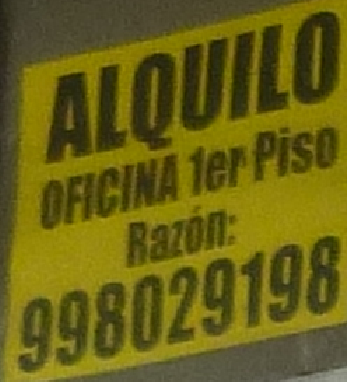 ALQUILO
OFICINA 1er Piso
Razón:
998029198